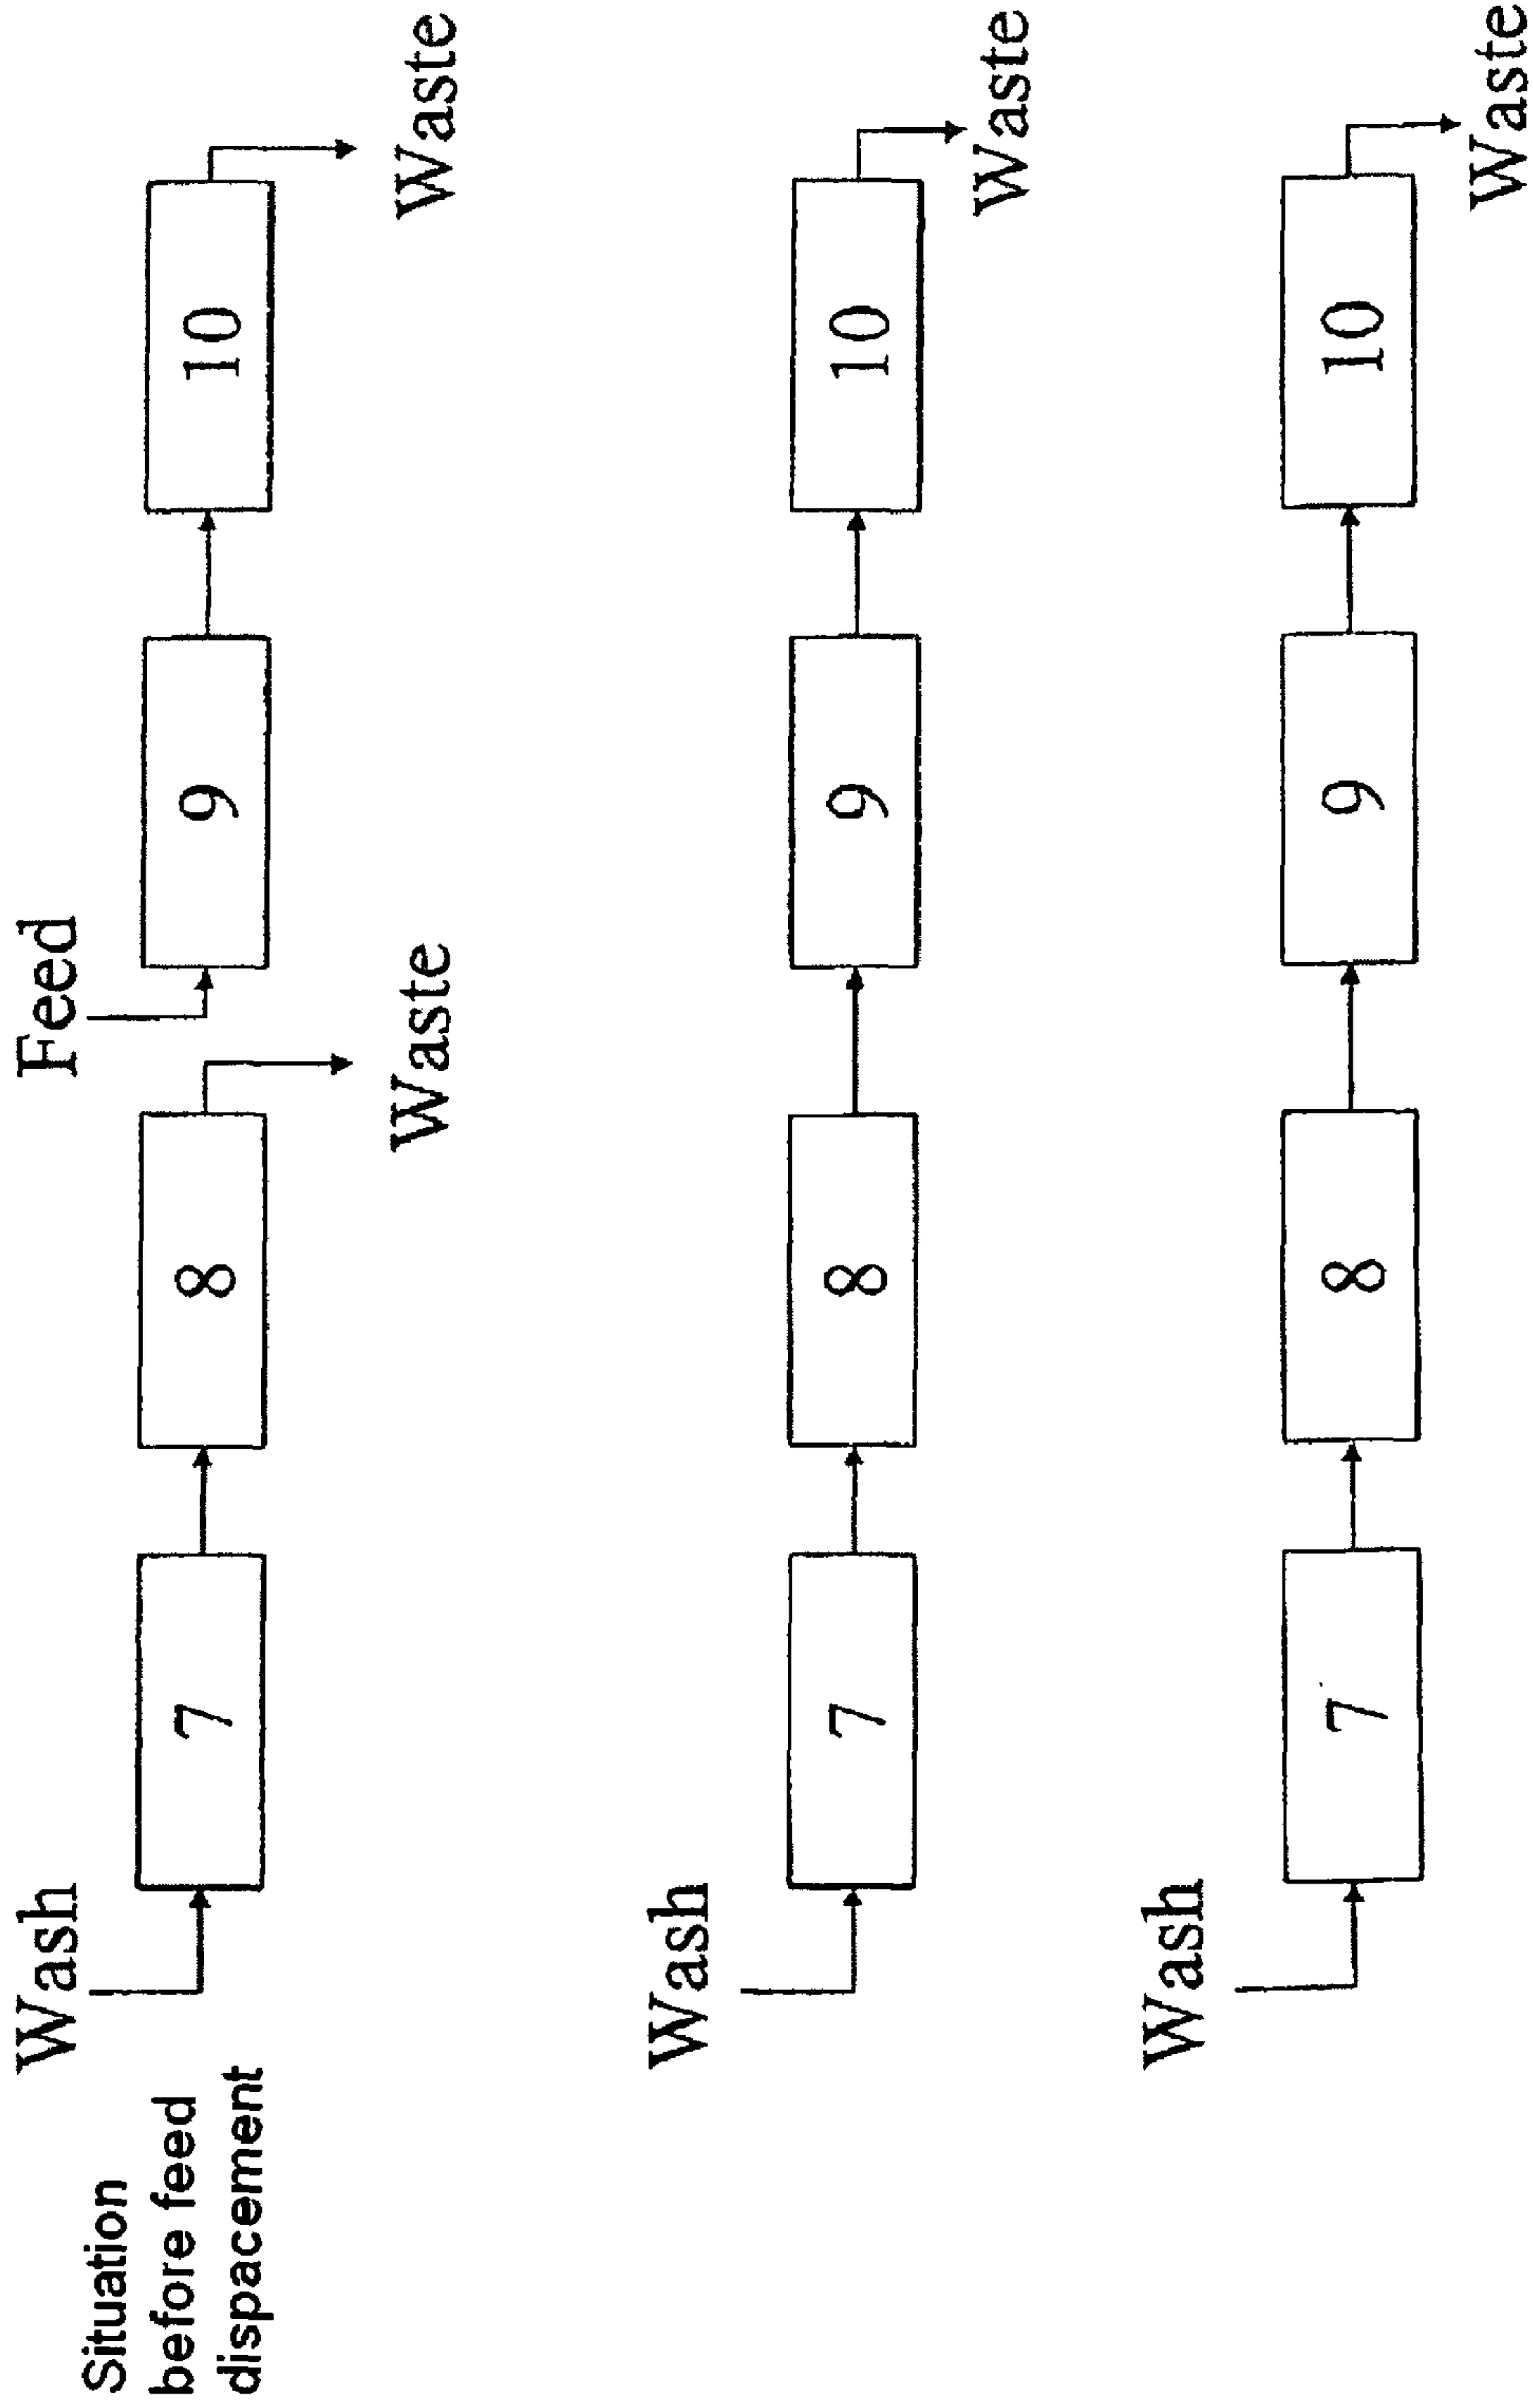 Situation
before feed
dispacement
Wash
7
8
Waste
Feed
9
10
Waste
Wash
7
8
9
10
Waste
Wash
7
8
9
10
Waste